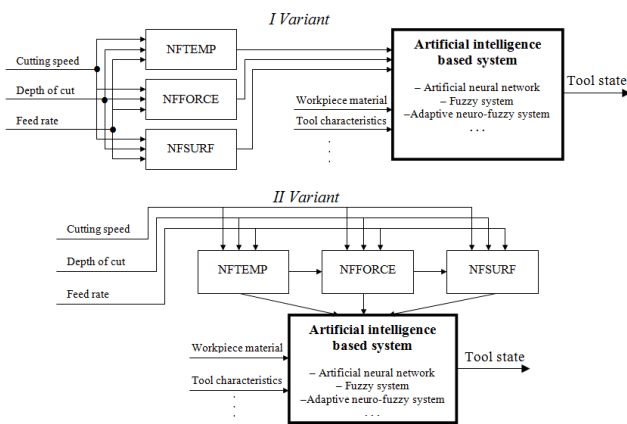 I Variant
Cutting speed
Depth of cut
Feed rate
NFTEMP
NFFORCE
NFSURF
Workpiece material
Tool characteristics
.
.
.
Artificial intelligence
based system
– Artificial neural network
– Fuzzy system
–Adaptive neuro-fuzzy system
. . .
Tool state
II Variant
Cutting speed
Depth of cut
Feed rate
NFTEMP
NFFORCE
NFSURF
Workpiece material
Tool characteristics
.
.
.
Artificial intelligence
based system
– Artificial neural network
– Fuzzy system
–Adaptive neuro-fuzzy system
. . .
Tool state